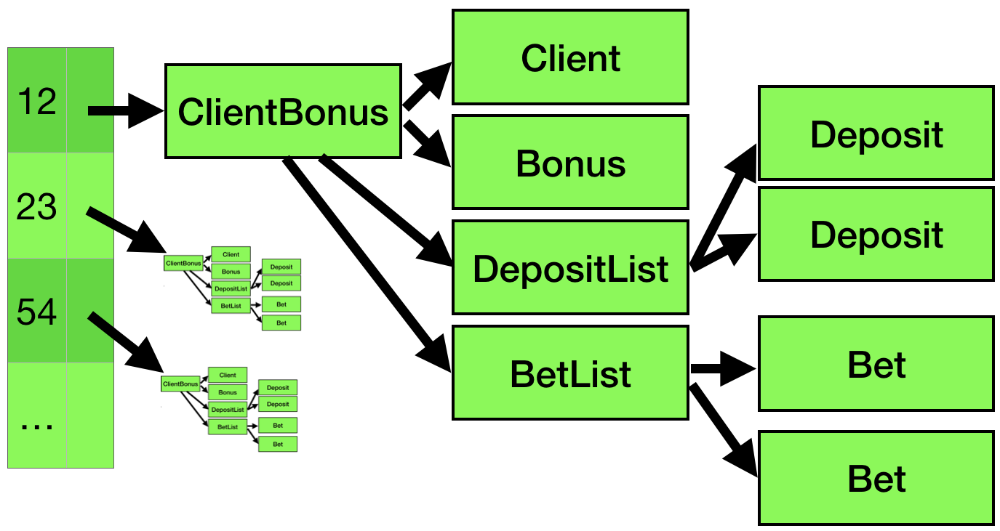 12
23
54
...
ClientBonus
Client
Bonus
DepositList
BetList
Deposit
Deposit
Bet
Bet
ClientBonus
Client
Bonus
DepositList
BetList
Deposit
Deposit
Bet
Bet
ClientBonus
Client
Bonus
DepositList
BetList
Deposit
Deposit
Bet
Bet